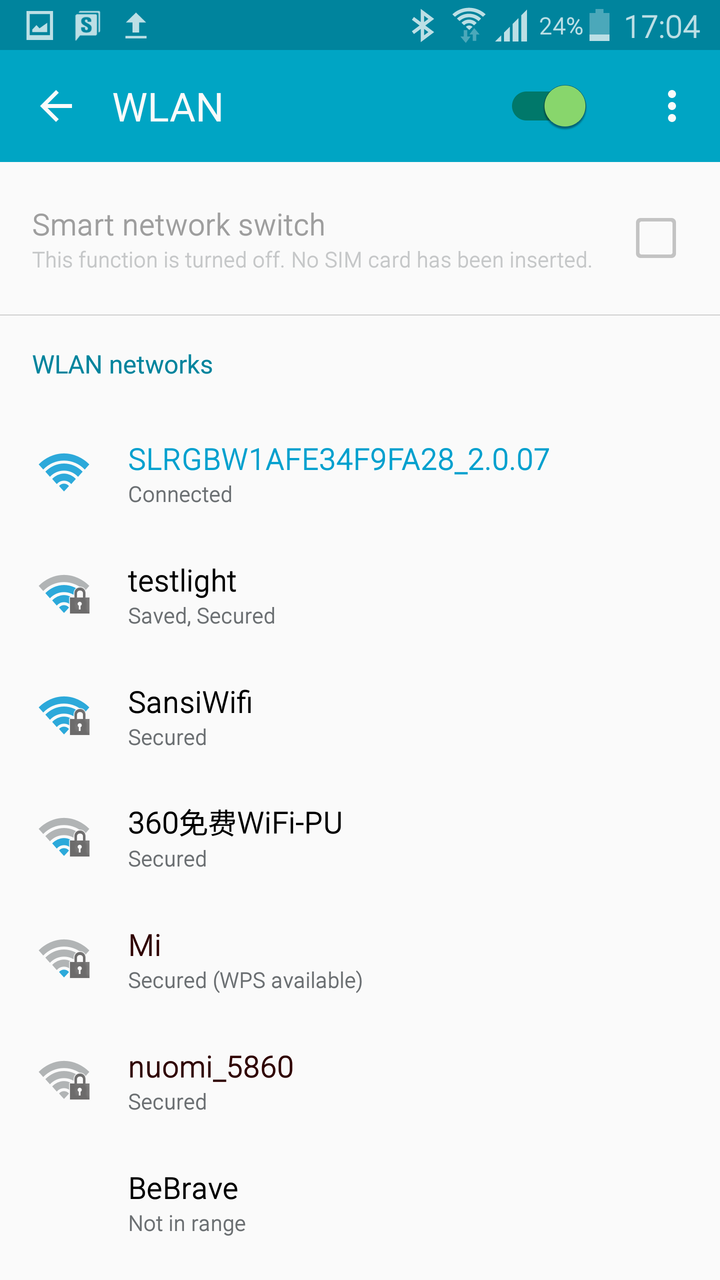 24% 17:04
WLAN
Smart network switch
This function is turned off. No SIM card has been inserted.
WLAN networks
SLRGBW1AFE34F9FA28_2.0.07
Connected
testlight
Saved, Secured
SansiWifi
Secured
360免费WiFi-PU
Secured
Mi
Secured (WPS available)
nuomi_5860
Secured
BeBrave
Not in range